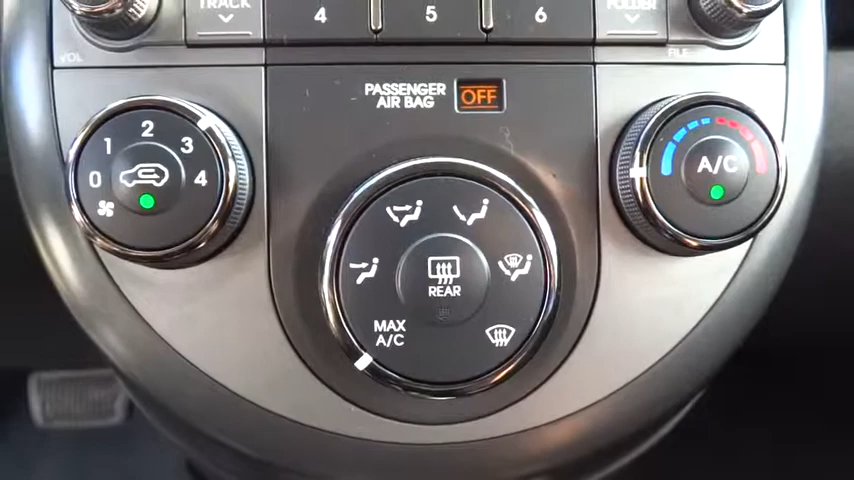 TRACK
4
5
6
FOLDER
VOL
FILE
PASSENGER
AIR BAG
OFF
0
1
2
3
4
A/C
REAR
MAX
A/C